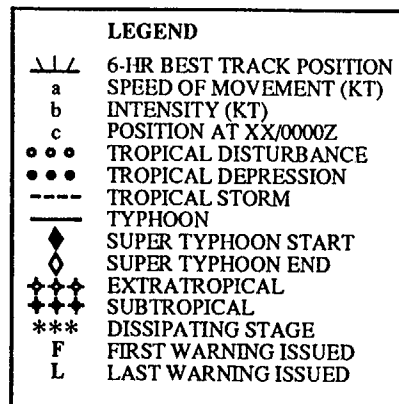 LEGEND
6-HR BEST TRACK POSITION
a SPEED OF MOVEMENT (KT)
b INTENSITY (KT)
c POSITION AT XX/0000Z
TROPICAL DISTURBANCE
TROPICAL DEPRESSION
---- TROPICAL STORM
TYPHOON
SUPER TYPHOON START
SUPER TYPHOON END
EXTRATROPICAL
SUBTROPICAL
*** DISSIPATING STAGE
F FIRST WARNING ISSUED
L LAST WARNING ISSUED